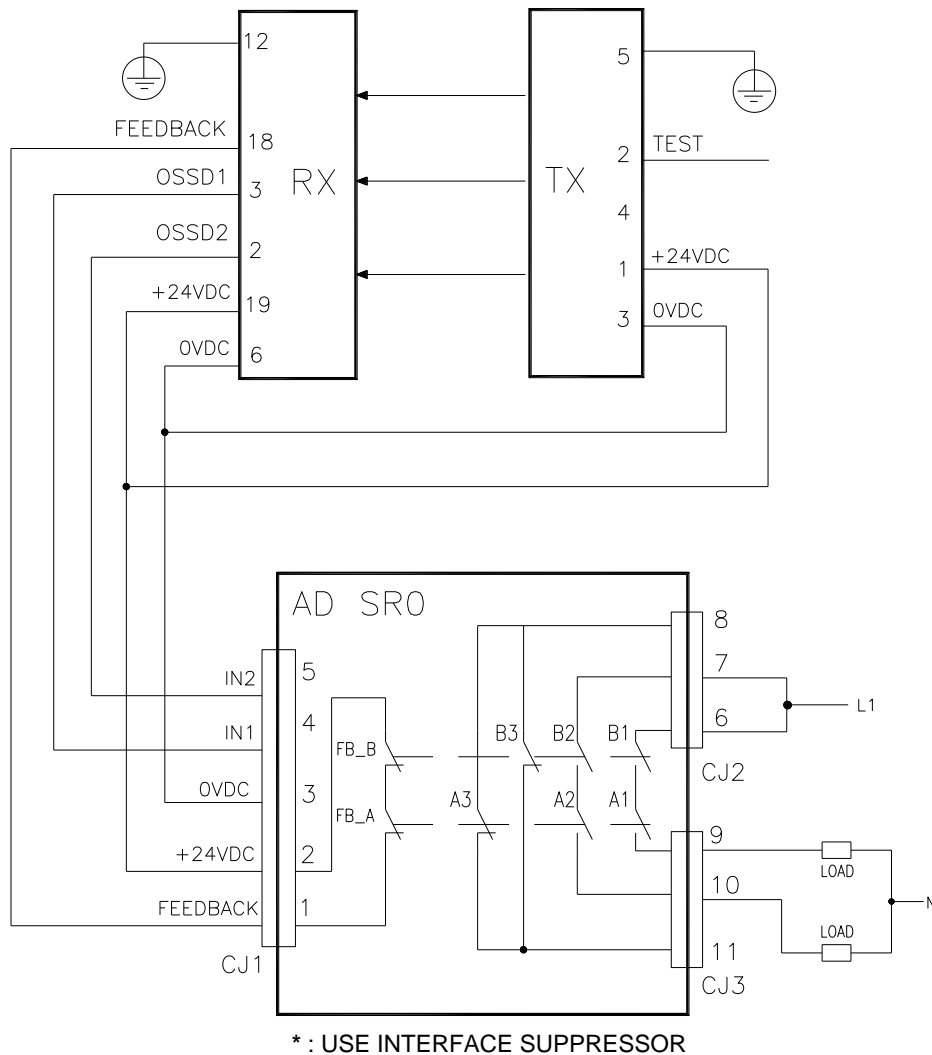 12
5
FEEDBACK
18
2
TEST
OSSD1
3
RX
TX
OSSD2
2
4
+24VDC
19
1
+24VDC
0VDC
6
3
0VDC
AD SR0
8
IN2
5
7
IN1
4
6
L1
FB_B
B3
B2
B1
CJ2
0VDC
3
FB_A
A3
A2
A1
9
+24VDC
2
LOAD
10
FEEDBACK
1
N
LOAD
11
CJ1
CJ3
* : USE INTERFACE SUPPRESSOR